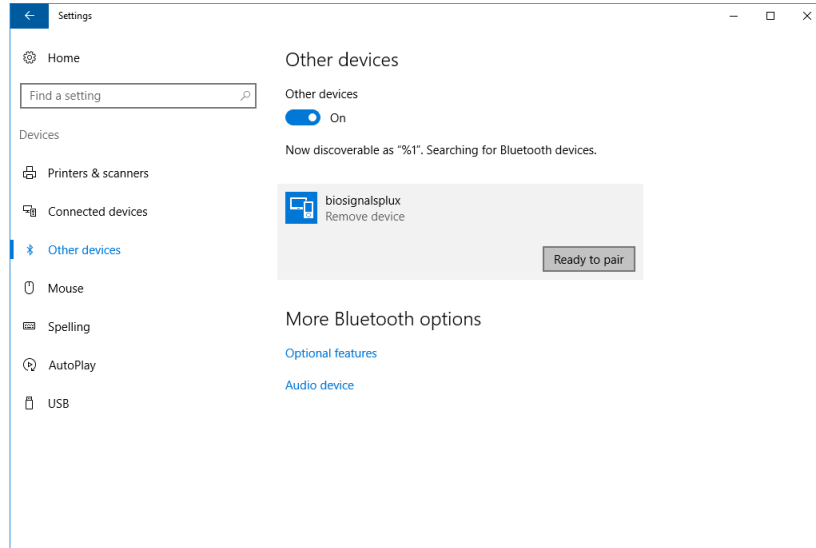 Settings
Home
Find a setting
Devices
Printers & scanners
Connected devices
Other devices
Mouse
Spelling
AutoPlay
USB
Other devices
Other devices
On
Now discoverable as “%1”. Searching for Bluetooth devices.
biosignalsplux
Remove device
Ready to pair
More Bluetooth options
Optional features
Audio device